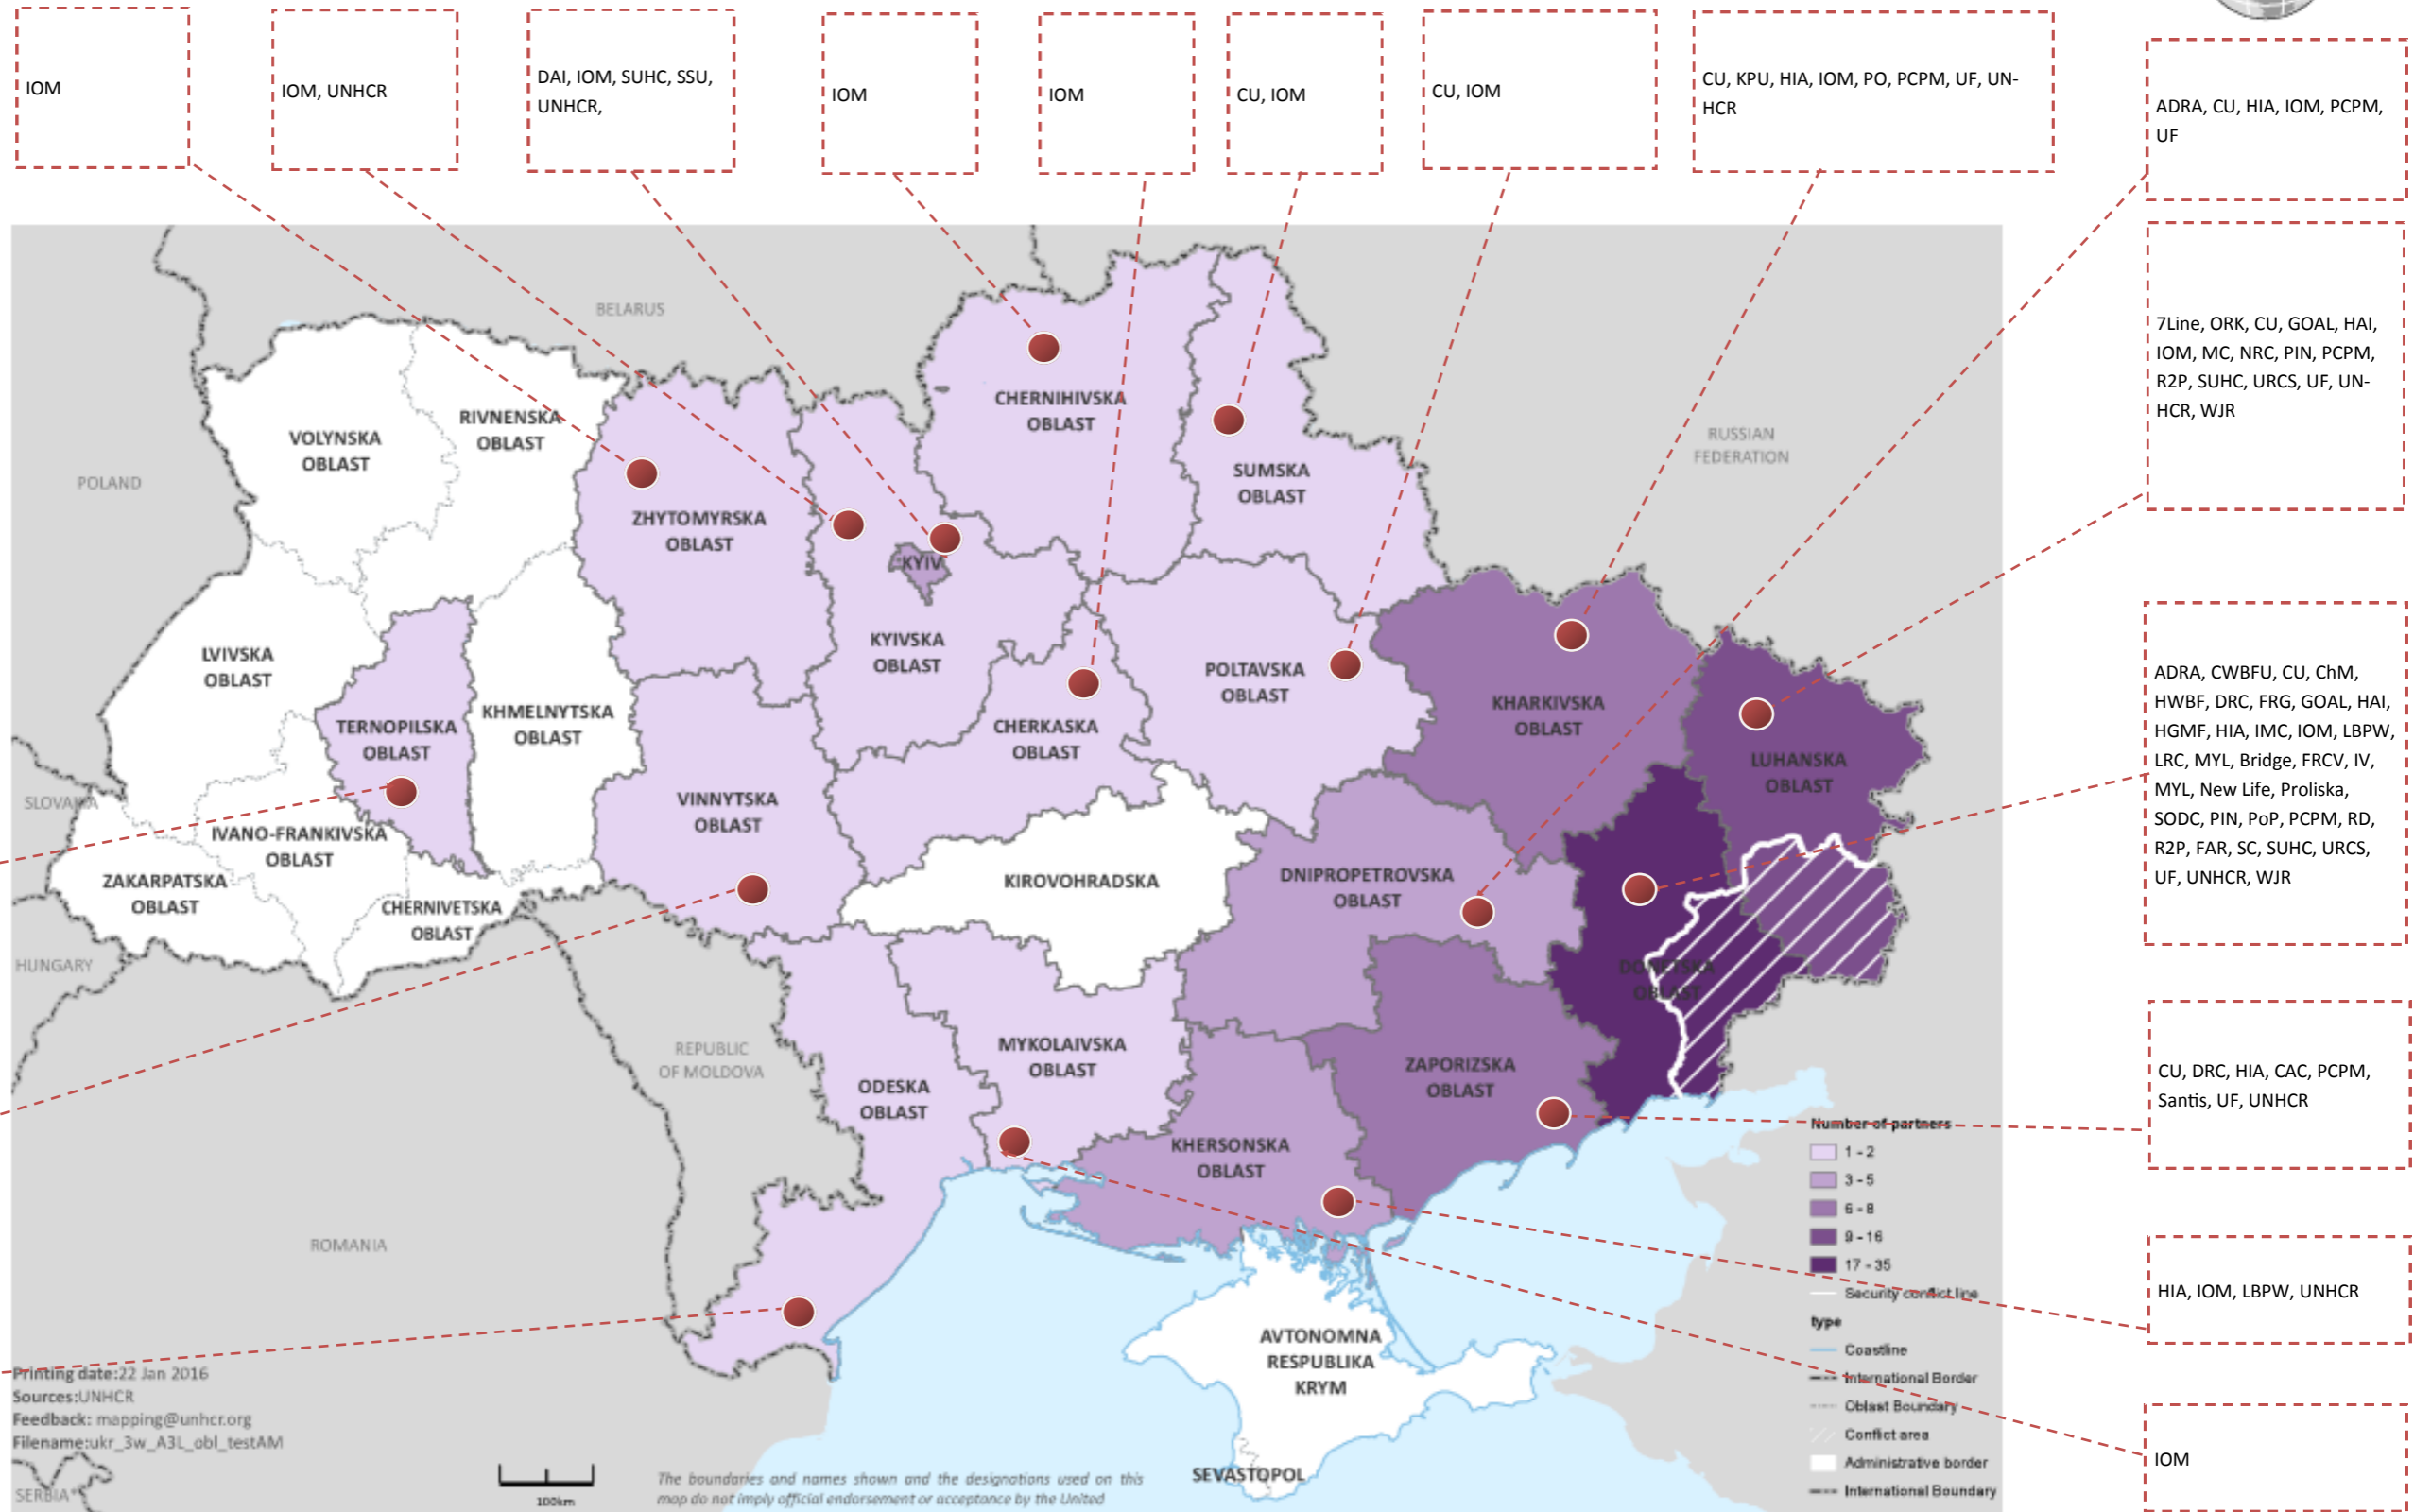 IOM
IOM, UNHCR
DAI, IOM, SUHC, SSU,
UNHCR,
IOM
IOM
CU, IOM
CU, IOM
CU, KPU, HIA, IOM, PO, PCPM, UF, UN-
HCR
ADRA, CU, HIA, IOM, PCPM,
UF
7Line, ORK, CU, GOAL, HAI,
IOM, MC, NRC, PIN, PCPM,
R2P, SUHC, URCS, UF, UN-
HCR, WJR
ADRA, CWBFU, CU, ChM,
HWBF, DRC, FRG, GOAL, HAI,
HGMF, HIA, IMC, IOM, LBPW,
LRC, MYL, Bridge, FRCV, IV,
MYL, New Life, Proliska,
SODC, PIN, PoP, PCPM, RD,
R2P, FAR, SC, SUHC, URCS,
UF, UNHCR, WJR
CU, DRC, HIA, CAC, PCPM,
Santis, UF, UNHCR
HIA, IOM, LBPW, UNHCR
IOM
BELARUS
POLAND
RUSSIAN
FEDERATION
SLOVAKIA
HUNGARY
REPUBLIC
OF MOLDOVA
ROMANIA
SERBIA*
VOLYNSKA
OBLAST
RIVNENSKA
OBLAST
ZHYTOMYRSKA
OBLAST
CHERNIHIVSKA
OBLAST
SUMSKA
OBLAST
KYIV
KYIVSKA
OBLAST
LVIVSKA
OBLAST
TERNOPILSKA
OBLAST
KHMELNYTSKA
OBLAST
CHERKASKA
OBLAST
POLTAVSKA
OBLAST
KHARKIVSKA
OBLAST
LUHANSKA
OBLAST
VINNYTSKA
OBLAST
IVANO-FRANKIVSKA
OBLAST
ZAKARPATSKA
OBLAST
CHERNIVETSKA
OBLAST
KIROVOHRADSKA
DNIPROPETROVSKA
OBLAST
DONETSKA
OBLAST
MYKOLAIVSKA
OBLAST
ODESKA
OBLAST
ZAPORIZSKA
OBLAST
KHERSONSKA
OBLAST
AVTONOMNA
RESPUBLIKA
KRYM
SEVASTOPOL
Number of partners
1 - 2
3 - 5
6 - 8
9 - 16
17 - 35
Security conflict line
type
Coastline
International Border
Oblast Boundary
Conflict area
Administrative border
International Boundary
Printing date:22 Jan 2016
Sources:UNHCR
Feedback: mapping@unhcr.org
Filename:ukr_3w_A3L_obl_testAM
100km
The boundaries and names shown and the designations used on this
map do not imply official endorsement or acceptance by the United